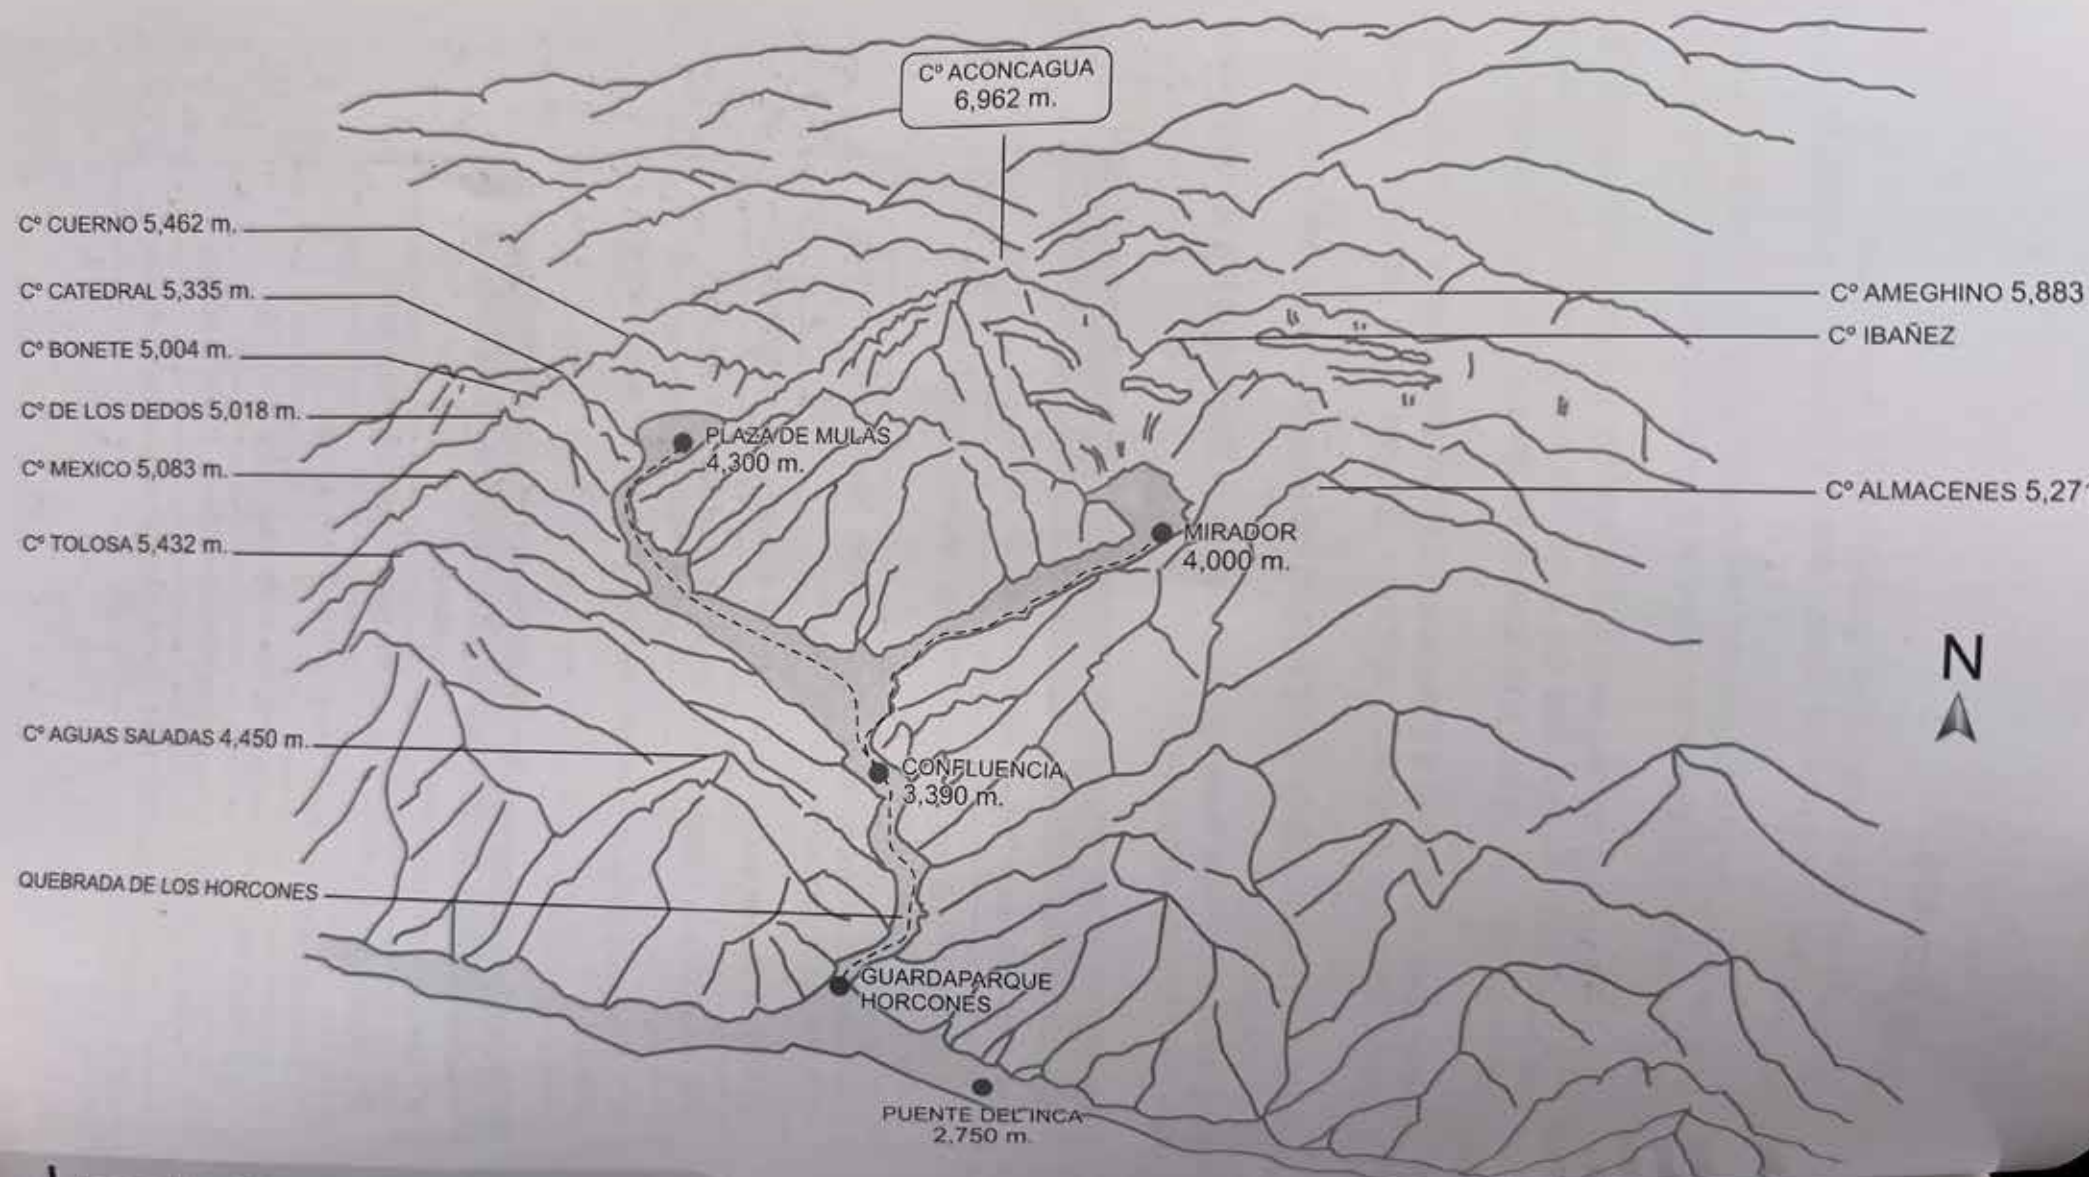 Cº ACONCAGUA
6,962 m.
Cº CUERNO 5,462 m.
Cº CATEDRAL 5,335 m.
Cº BONETE 5,004 m.
Cº DE LOS DEDOS 5,018 m.
Cº MEXICO 5,083 m.
Cº TOLOSA 5,432 m.
Cº AGUAS SALADAS 4,450 m.
QUEBRADA DE LOS HORCONES
Cº AMEGHINO 5,883
Cº IBAÑEZ
Cº ALMACENES 5,271
PLAZA DE MULAS
4,300 m.
MIRADOR
4,000 m.
N
CONFLUENCIA
3,390 m.
GUARDAPARQUE
HORCONES
PUENTE DEL INCA
2,750 m.